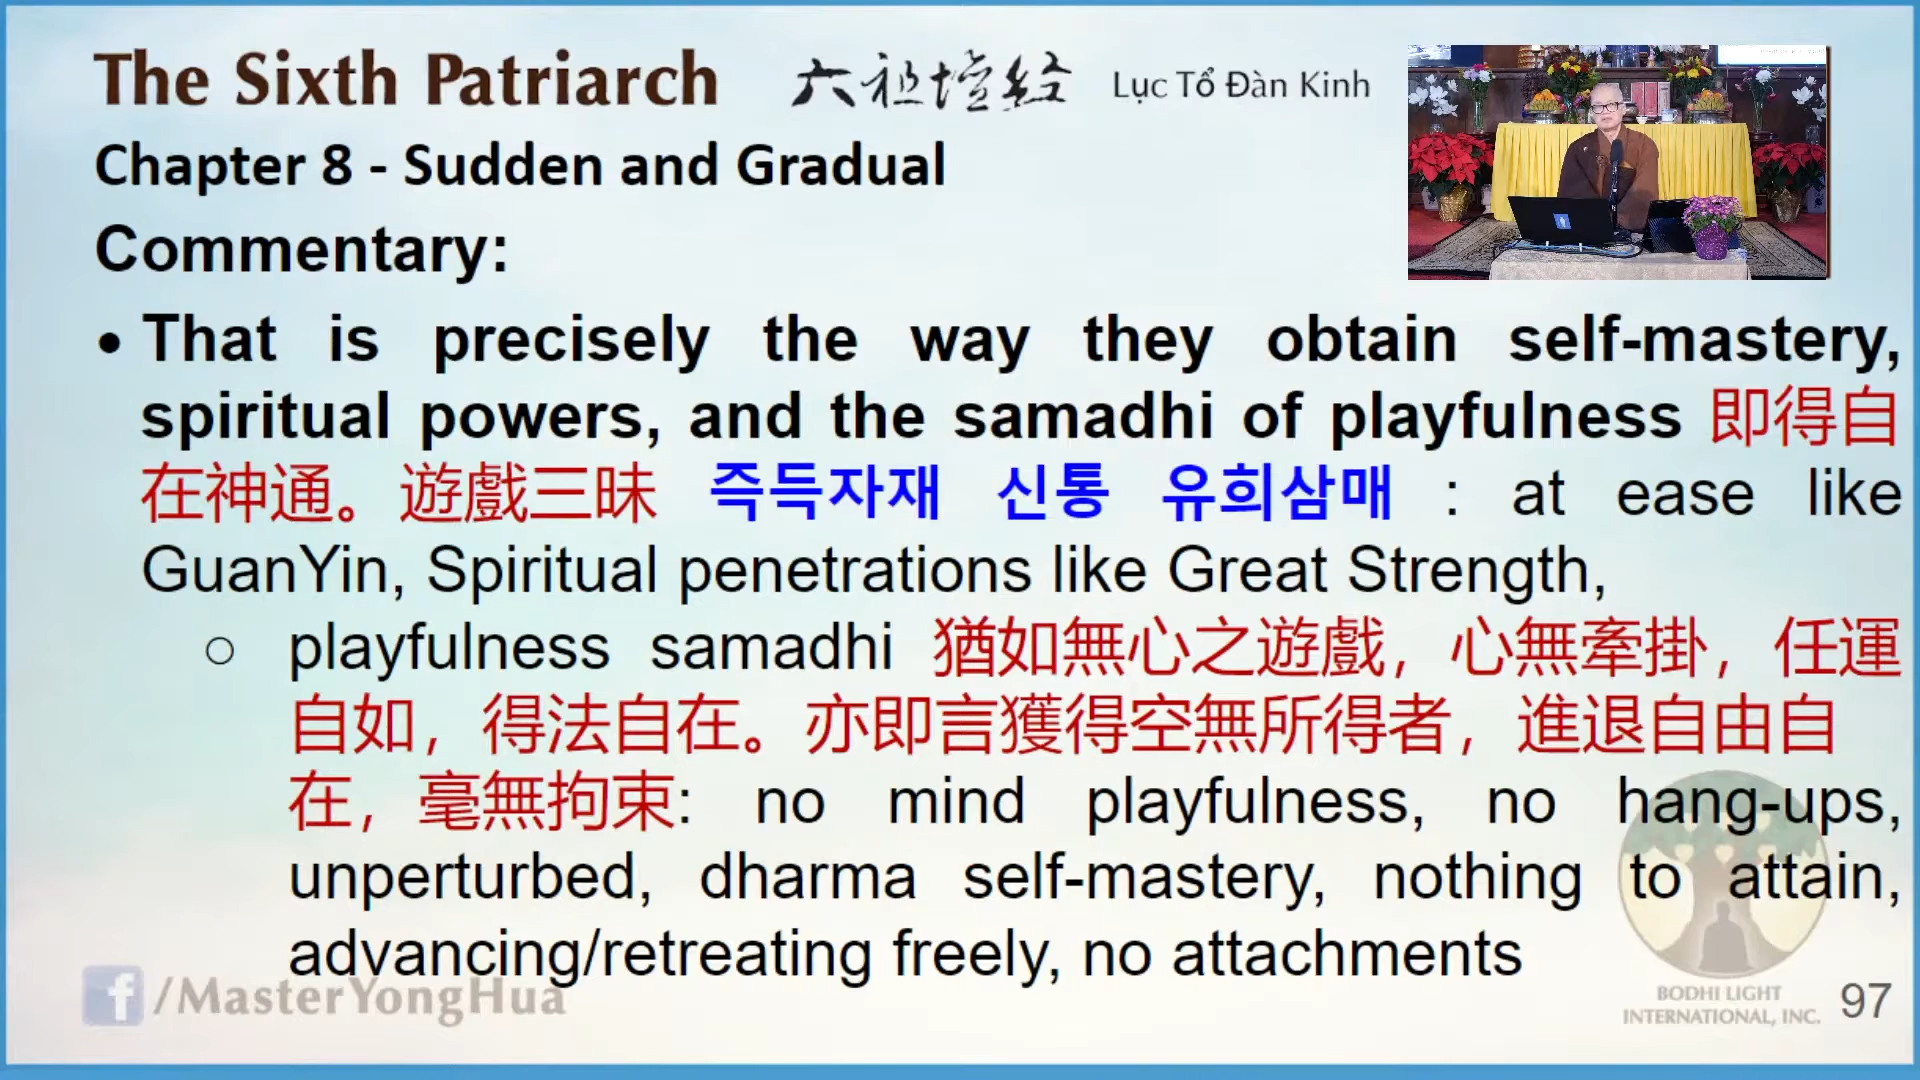 The Sixth Patriarch 六祖壇経 Lục Tổ Đàn Kinh
Chapter 8 - Sudden and Gradual
Commentary:
• That is precisely the way they obtain self-mastery,
spiritual powers, and the samadhi of playfulness 即得自
在神通。遊戲三昧 즉득자재 신통 유희삼매 : at ease like
GuanYin, Spiritual penetrations like Great Strength,
○ playfulness samadhi 猶如無心之遊戲，心無牽掛，任運
自如，得法自在。亦即言獲得空無所得者，進退自由自
在，毫無拘束: no mind playfulness, no hang-ups,
unperturbed, dharma self-mastery, nothing to attain,
advancing/retreating freely, no attachments
f/MasterYongHua
BODHI LIGHT
INTERNATIONAL, INC.
97